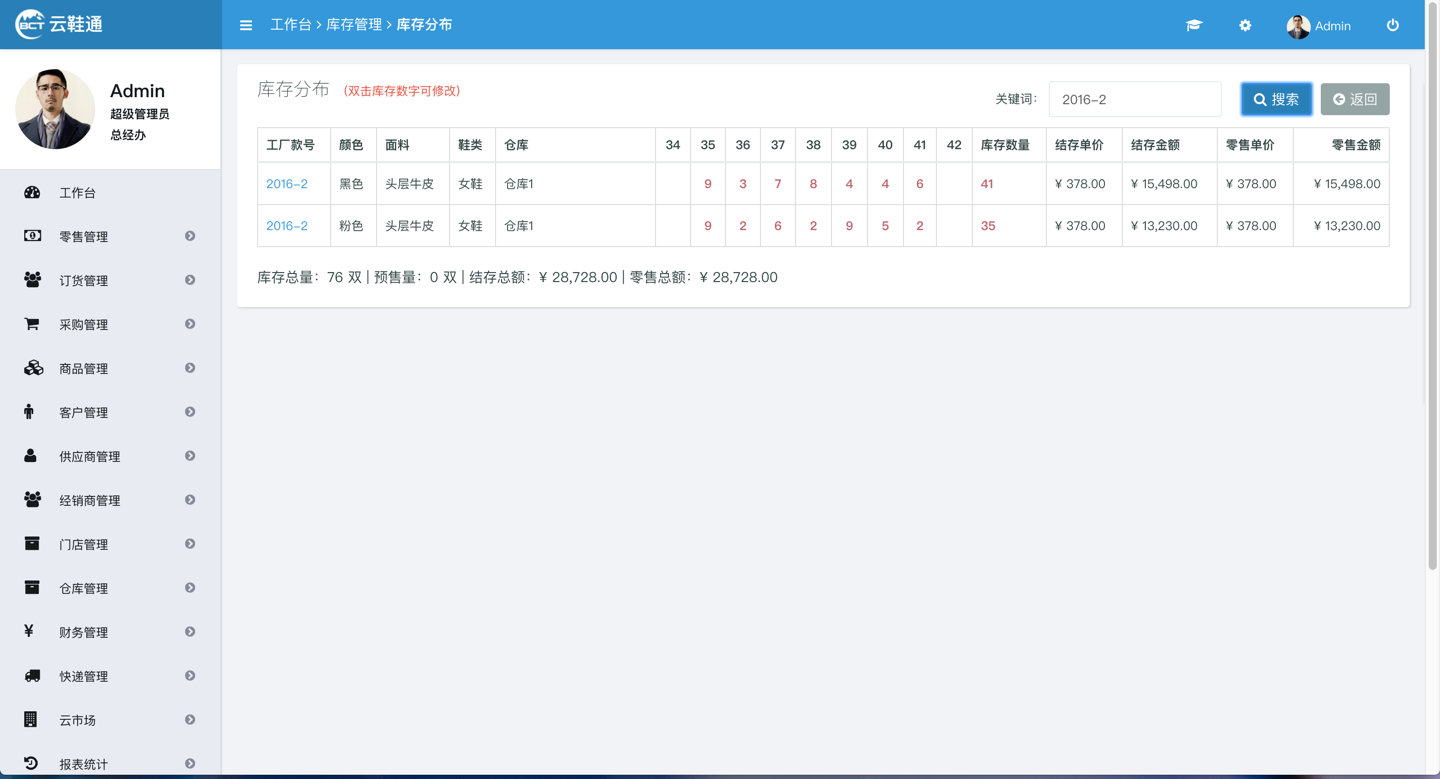 BCT 云鞋通
工作台 > 库存管理 > 库存分布
Admin
Admin
超级管理员
总经办
工作台
零售管理
订货管理
采购管理
商品管理
客户管理
供应商管理
经销商管理
门店管理
仓库管理
¥ 财务管理
快递管理
云市场
报表统计
库存分布 (双击库存数字可修改)
关键词: 2016-2 搜索 返回
工厂款号 颜色 面料 鞋类 仓库 34 35 36 37 38 39 40 41 42 库存数量 结存单价 结存金额 零售单价 零售金额
2016-2 黑色 头层牛皮 女鞋 仓库1 9 3 7 8 4 4 6 41 ¥ 378.00 ¥ 15,498.00 ¥ 378.00 ¥ 15,498.00
2016-2 粉色 头层牛皮 女鞋 仓库1 9 2 6 2 9 5 2 35 ¥ 378.00 ¥ 13,230.00 ¥ 378.00 ¥ 13,230.00
库存总量: 76 双 | 预售量: 0 双 | 结存总额: ¥ 28,728.00 | 零售总额: ¥ 28,728.00